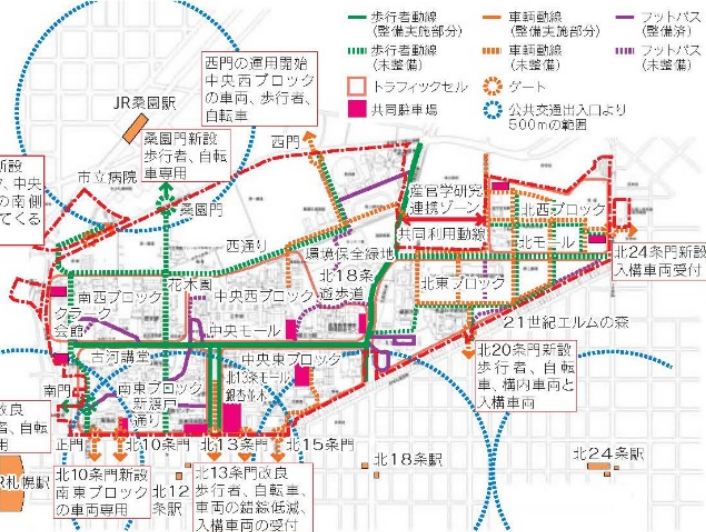 歩行者動線
(整備実施部分)
車輌動線
(整備実施部分)
フットパス
(整備済)
歩行者動線
(未整備)
車輌動線
(未整備)
フットパス
(未整備)
トラフィックセル
ゲート
共同駐車場
公共交通出入口より
500mの範囲
西門の運用開始
中央西ブロック
の車両、歩行者、
自転車
JR桑園駅
桑園門新設
歩行者、自転
車専用
西門
新設
ク、中央
の南側
てくる
市立病院
桑園門
産官学研究
連携ゾーン
共同利用動線
北西ブロック
北モール
西通り
環境保全緑地
北24条門新設
入構車両受付
北18条
遊歩道
北東ブロック
花木園
南西ブロック
中央西ブロック
クラーク
会館
中央モール
21世紀エルムの森
古河講堂
中央東ブロック
北20条門新設
歩行者、自転
車、構内車両と
入構車両
南門
南東ブロック
新渡戸
通り
北13条モール
銀杏並木
改良
者、自転
用
正門
北10条門
北13条門
北15条門
R札幌駅
北10条門新設
南東ブロック
の車両専用
北12
条駅
北13条門改良
歩行者、自転車、
車両の錯綜低減、
入構車両の受付
北18条駅
北24条駅